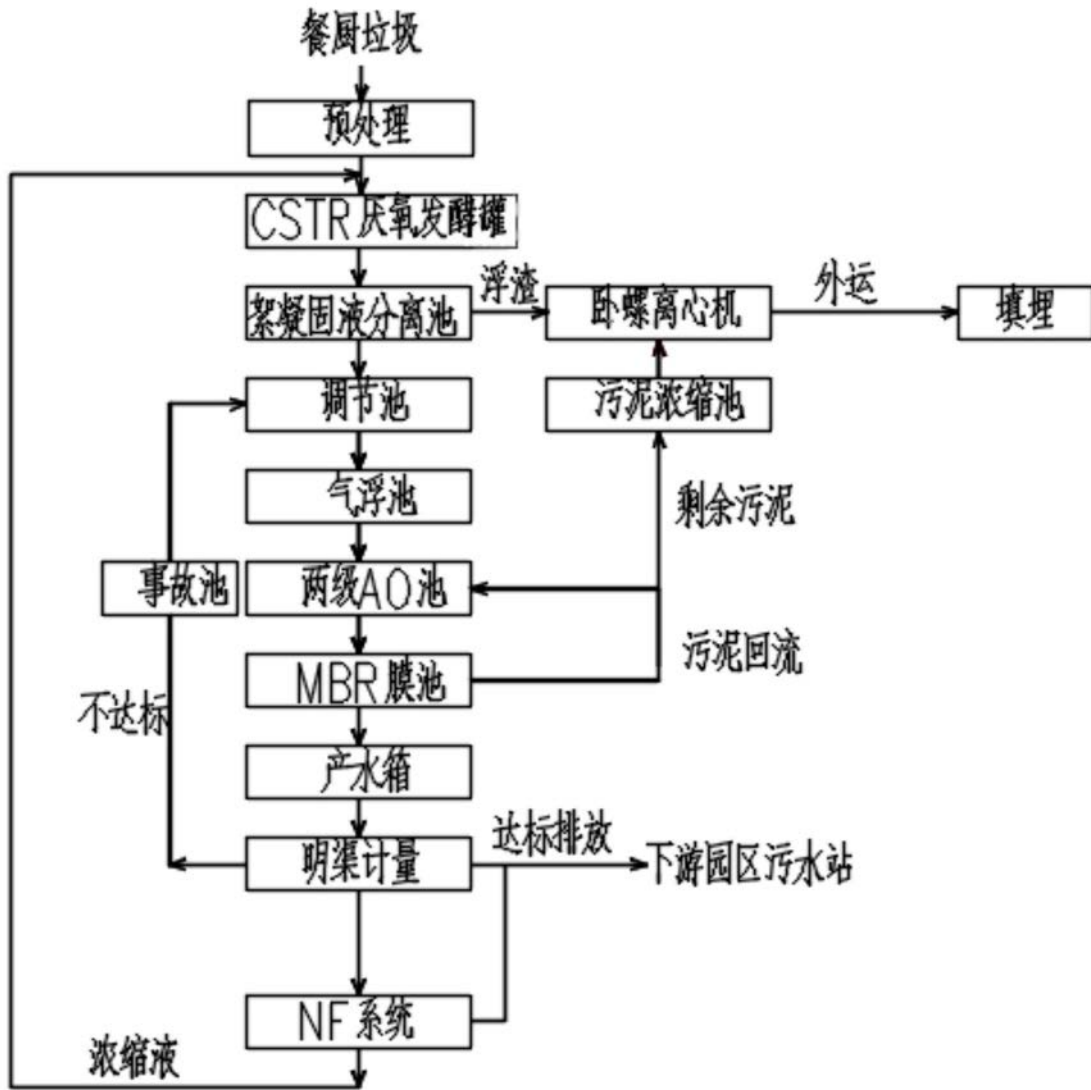 餐厨垃圾
预处理
CSTR厌氧发酵罐
絮凝固液分离池
浮渣
卧螺离心机
外运
填埋
调节池
污泥浓缩池
气浮池
剩余污泥
事故池
两级AO池
污泥回流
MBR膜池
不达标
产水箱
达标排放
明渠计量
下游园区污水站
NF系统
浓缩液